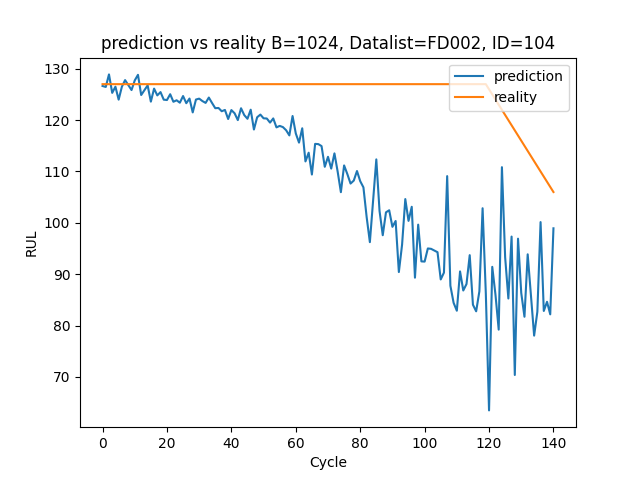 prediction vs reality B=1024, Datalist=FD002, ID=104
prediction
reality
130
120
110
100
90
80
70
RUL
0 20 40 60 80 100 120 140
Cycle